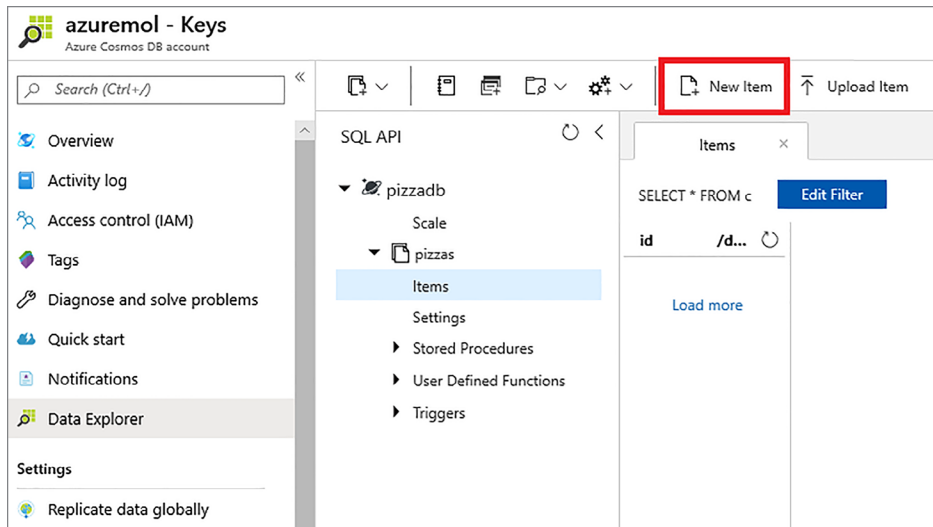 azuremol - Keys
Azure Cosmos DB account
Search (Ctrl+/)
«
Overview
Activity log
Access control (IAM)
Tags
Diagnose and solve problems
Quick start
Notifications
Data Explorer
Settings
Replicate data globally
New Item
Upload Item
SQL API
pizzadb
Scale
pizzas
Items
Settings
Stored Procedures
User Defined Functions
Triggers
Items
SELECT * FROM c
Edit Filter
id /d...
Load more